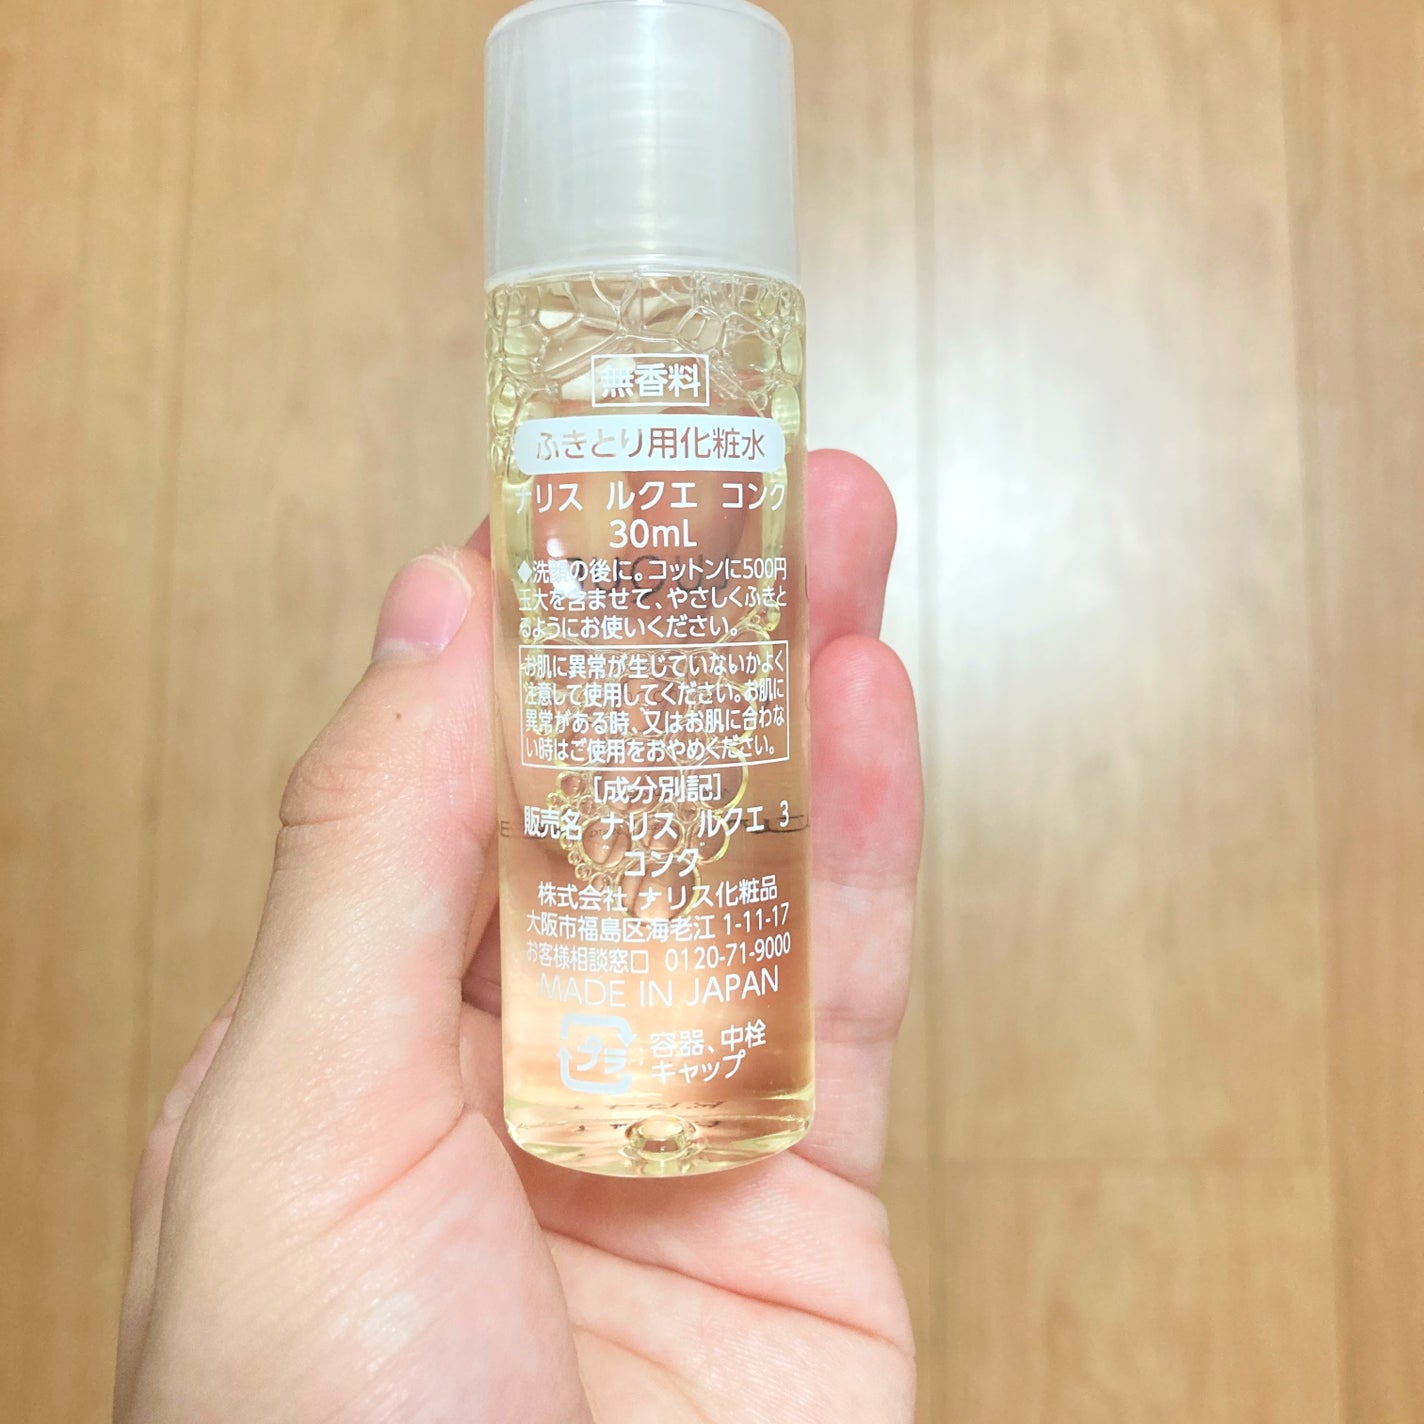 無香料
ふきとり用化粧水
ナリス ルクエ コンク
30mL
◆洗顔の後に。コットンに500円
玉大を含ませて、やさしくふきと
るようにお使いください。
お肌に異常が生じていないかよく
注意して使用してください。お肌に
異常がある時、又はお肌に合わな
い時はご使用をおやめください。
[成分別記]
販売名 ナリス ルクエ 3
コンク
株式会社 ナリス化粧品
大阪市福島区海老江 1-11-17
お客様相談窓口 0120-71-9000
MADE IN JAPAN
プラ : 容器、中栓
キャップ